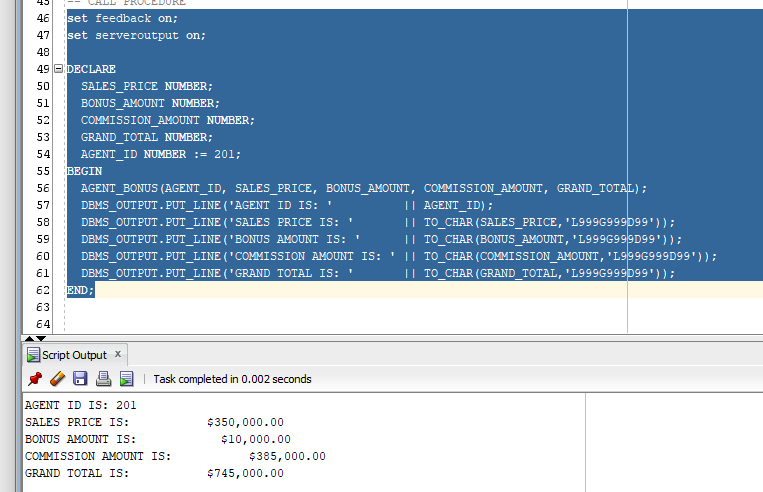 45 -- CALL PROCEDURE
46 set feedback on;
47 set serveroutput on;
48
49 DECLARE
50 SALES_PRICE NUMBER;
51 BONUS_AMOUNT NUMBER;
52 COMMISSION_AMOUNT NUMBER;
53 GRAND_TOTAL NUMBER;
54 AGENT_ID NUMBER := 201;
55 BEGIN
56 AGENT_BONUS(AGENT_ID, SALES_PRICE, BONUS_AMOUNT, COMMISSION_AMOUNT, GRAND_TOTAL);
57 DBMS_OUTPUT.PUT_LINE('AGENT ID IS: ' || AGENT_ID);
58 DBMS_OUTPUT.PUT_LINE('SALES PRICE IS: ' || TO_CHAR(SALES_PRICE,'L999G999D99'));
59 DBMS_OUTPUT.PUT_LINE('BONUS AMOUNT IS: ' || TO_CHAR(BONUS_AMOUNT,'L999G999D99'));
60 DBMS_OUTPUT.PUT_LINE('COMMISSION AMOUNT IS: ' || TO_CHAR(COMMISSION_AMOUNT,'L999G999D99'));
61 DBMS_OUTPUT.PUT_LINE('GRAND TOTAL IS: ' || TO_CHAR(GRAND_TOTAL,'L999G999D99'));
62 END;
63
64
Script Output x
Task completed in 0.002 seconds
AGENT ID IS: 201
SALES PRICE IS: $350,000.00
BONUS AMOUNT IS: $10,000.00
COMMISSION AMOUNT IS: $385,000.00
GRAND TOTAL IS: $745,000.00